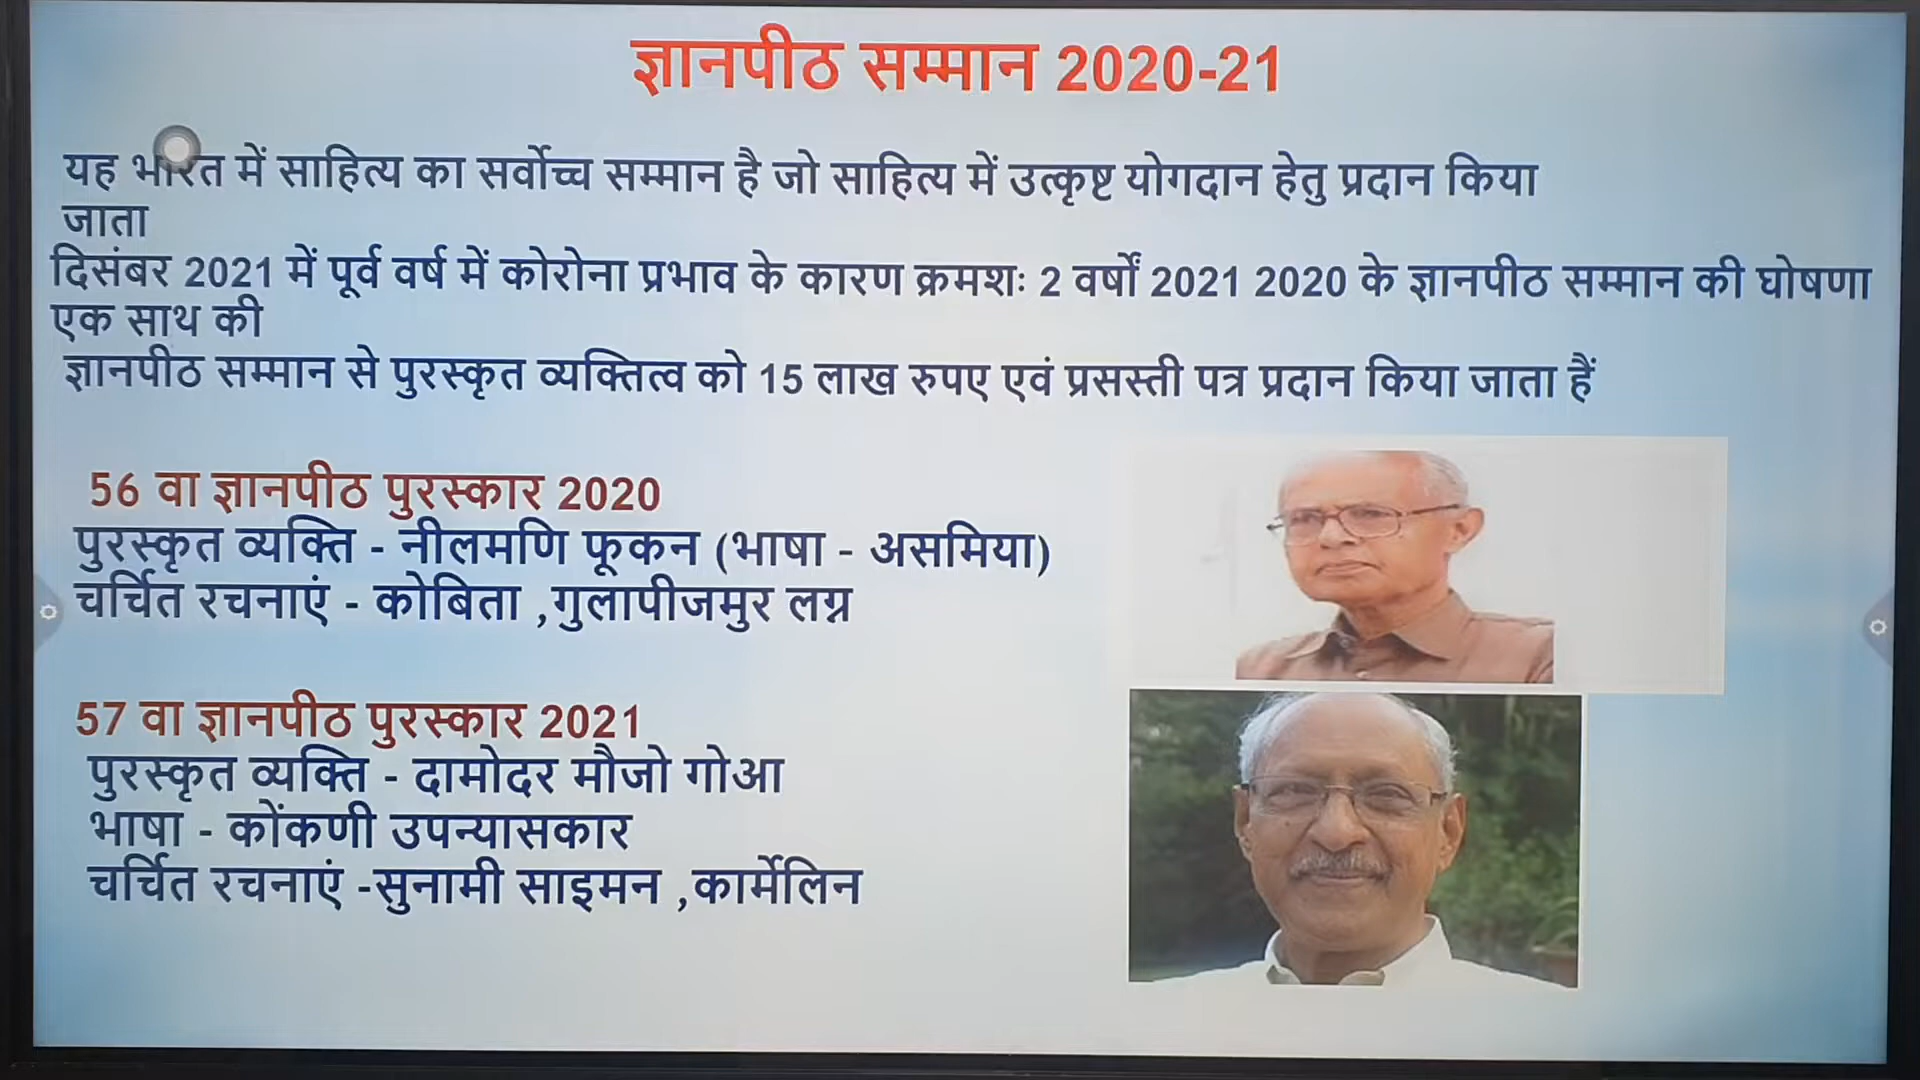 ज्ञानपीठ सम्मान 2020-21
यह भारत में साहित्य का सर्वोच्च सम्मान है जो साहित्य में उत्कृष्ट योगदान हेतु प्रदान किया
जाता
दिसंबर 2021 में पूर्व वर्ष में कोरोना प्रभाव के कारण क्रमशः 2 वर्षों 2021 2020 के ज्ञानपीठ सम्मान की घोषणा
एक साथ की
ज्ञानपीठ सम्मान से पुरस्कृत व्यक्तित्व को 15 लाख रुपए एवं प्रसस्ती पत्र प्रदान किया जाता हैं
56 वा ज्ञानपीठ पुरस्कार 2020
पुरस्कृत व्यक्ति - नीलमणि फूकन (भाषा - असमिया)
चर्चित रचनाएं - कोबिता ,गुलापीजमुर लग्न
57 वा ज्ञानपीठ पुरस्कार 2021
पुरस्कृत व्यक्ति - दामोदर मौजो गोआ
भाषा - कोंकणी उपन्यासकार
चर्चित रचनाएं -सुनामी साइमन ,कार्मेलिन